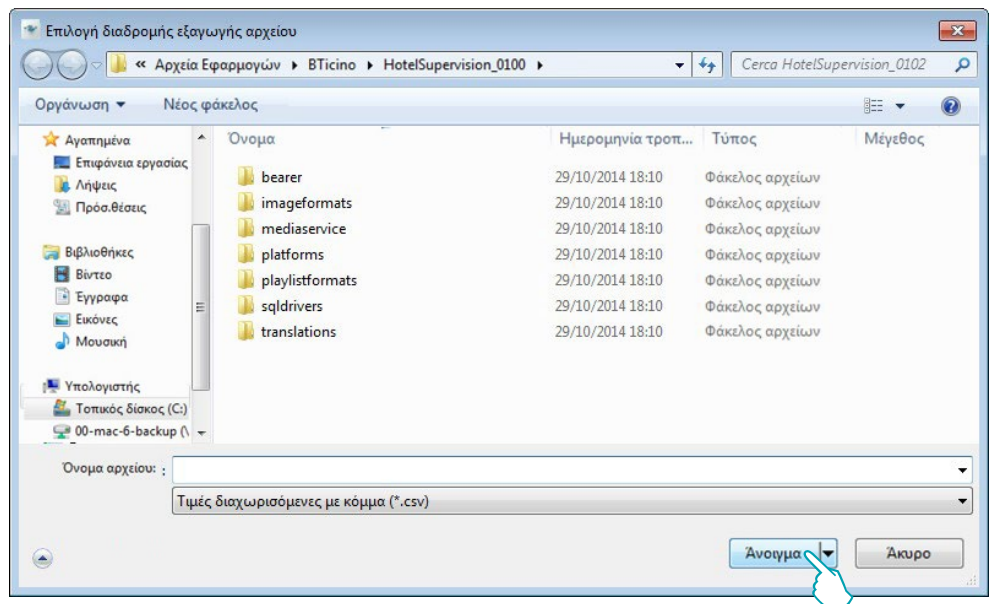 Επιλογή διαδρομής εξαγωγής αρχείου
« Αρχεία Εφαρμογών BTicino HotelSupervision_0100
Cerca HotelSupervision_0102
Οργάνωση Νέος φάκελος
Όνομα Ημερομηνία τροπ... Τύπος Μέγεθος
Αγαπημένα
Επιφάνεια εργασίας
Λήψεις
Πρόσ.θέσεις
Βιβλιοθήκες
Βίντεο
Έγγραφα
Εικόνες
Μουσική
Υπολογιστής
Τοπικός δίσκος (C:)
00-mac-6-backup (\
bearer 29/10/2014 18:10 Φάκελος αρχείων
imageformats 29/10/2014 18:10 Φάκελος αρχείων
mediaservice 29/10/2014 18:10 Φάκελος αρχείων
platforms 29/10/2014 18:10 Φάκελος αρχείων
playlistformats 29/10/2014 18:10 Φάκελος αρχείων
sqldrivers 29/10/2014 18:10 Φάκελος αρχείων
translations 29/10/2014 18:10 Φάκελος αρχείων
Όνομα αρχείου: :
Τιμές διαχωρισόμενες με κόμμα (*.csv)
Άνοιγμα Άκυρο